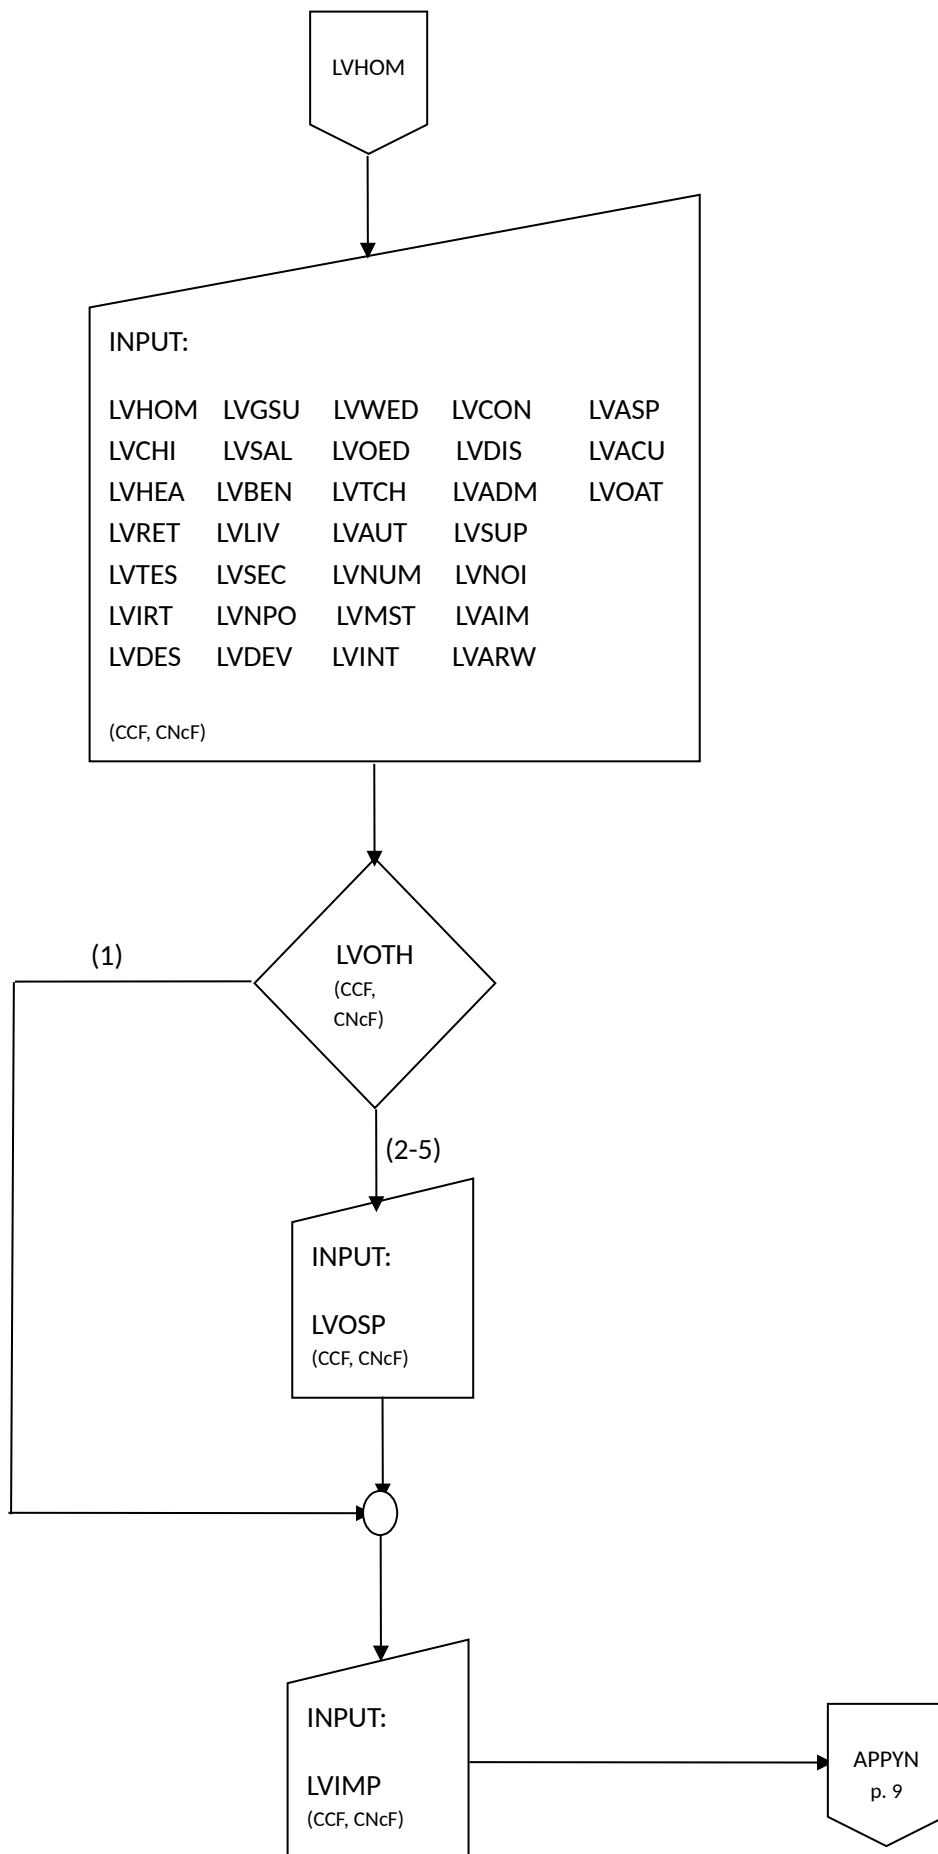 LVHOM
INPUT:
LVHOM LVGSU LVWED LVCON LVASP
LVCHI LVSAL LVOED LVDIS LVACU
LVHEA LVBEN LVTCH LVADM LVOAT
LVRET LVLIV LVAUT LVSUP
LVTES LVSEC LVNUM LVNOI
LVIRT LVNPO LVMST LVAIM
LVDES LVDEV LVINT LVARW
(CCF, CNcF)
LVOTH
(CCF,
CNcF)
(1)
(2-5)
INPUT:
LVOSP
(CCF, CNcF)
INPUT:
LVIMP
(CCF, CNcF)
APPYN
p. 9